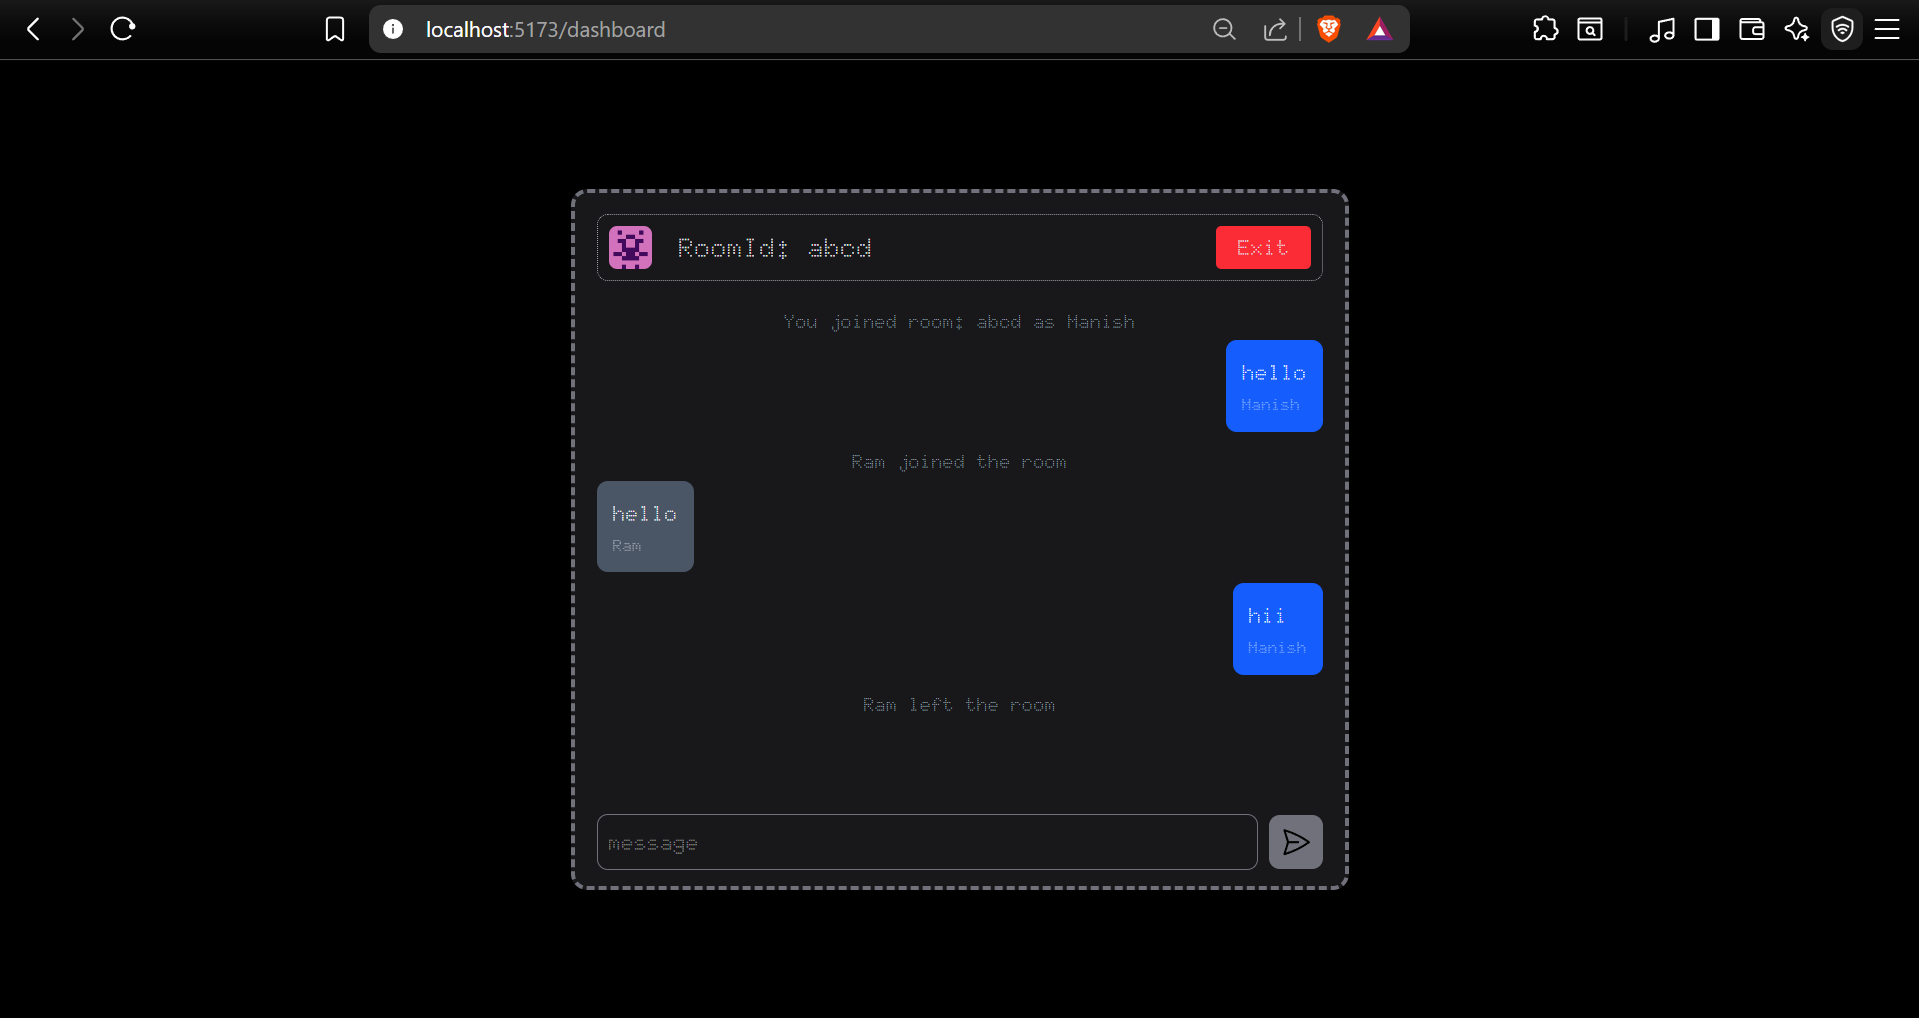 localhost:5173/dashboard
RoomId: abcd
Exit
You joined room: abcd as Manish
hello
Manish
Ram joined the room
hello
Ram
hii
Manish
Ram left the room
message